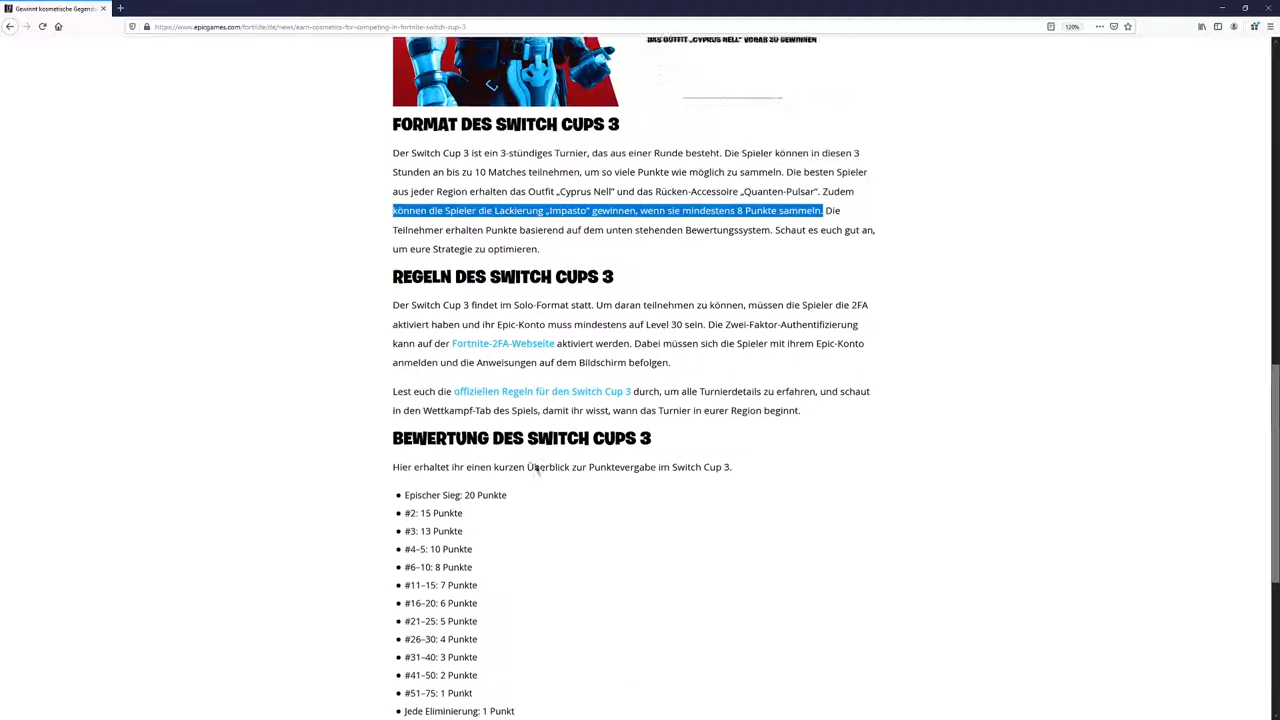 Gewinnt kosmetische Gegenst
https://www.epicgames.com/fortnite/de/news/earn-cosmetics-for-competing-in-fortnite-switch-cup-3
120%
DAS OUTFIT „CYPRUS NELL“ VORAB ZU GEWINNEN
FORMAT DES SWITCH CUPS 3
Der Switch Cup 3 ist ein 3-stündiges Turnier, das aus einer Runde besteht. Die Spieler können in diesen 3
Stunden an bis zu 10 Matches teilnehmen, um so viele Punkte wie möglich zu sammeln. Die besten Spieler
aus jeder Region erhalten das Outfit „Cyprus Nell“ und das Rücken-Accessoire „Quanten-Pulsar“. Zudem
können die Spieler die Lackierung „Impasto“ gewinnen, wenn sie mindestens 8 Punkte sammeln. Die
Teilnehmer erhalten Punkte basierend auf dem unten stehenden Bewertungssystem. Schaut es euch gut an,
um eure Strategie zu optimieren.
REGELN DES SWITCH CUPS 3
Der Switch Cup 3 findet im Solo-Format statt. Um daran teilnehmen zu können, müssen die Spieler die 2FA
aktiviert haben und ihr Epic-Konto muss mindestens auf Level 30 sein. Die Zwei-Faktor-Authentifizierung
kann auf der Fortnite-2FA-Webseite aktiviert werden. Dabei müssen sich die Spieler mit ihrem Epic-Konto
anmelden und die Anweisungen auf dem Bildschirm befolgen.
Lest euch die offiziellen Regeln für den Switch Cup 3 durch, um alle Turnierdetails zu erfahren, und schaut
in den Wettkampf-Tab des Spiels, damit ihr wisst, wann das Turnier in eurer Region beginnt.
BEWERTUNG DES SWITCH CUPS 3
Hier erhaltet ihr einen kurzen Überblick zur Punktevergabe im Switch Cup 3.
● Epischer Sieg: 20 Punkte
● #2: 15 Punkte
● #3: 13 Punkte
● #4–5: 10 Punkte
● #6–10: 8 Punkte
● #11–15: 7 Punkte
● #16–20: 6 Punkte
● #21–25: 5 Punkte
● #26–30: 4 Punkte
● #31–40: 3 Punkte
● #41–50: 2 Punkte
● #51–75: 1 Punkt
● Jede Eliminierung: 1 Punkt